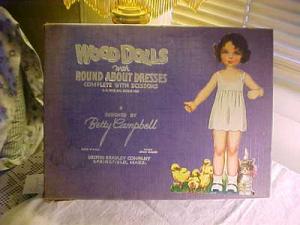 WOOD DOLLS
with
ROUND ABOUT DRESSES
COMPLETE WITH SCISSORS
DESIGNED BY
Betty Campbell
MILTON BRADLEY COMPANY
SPRINGFIELD, MASS.